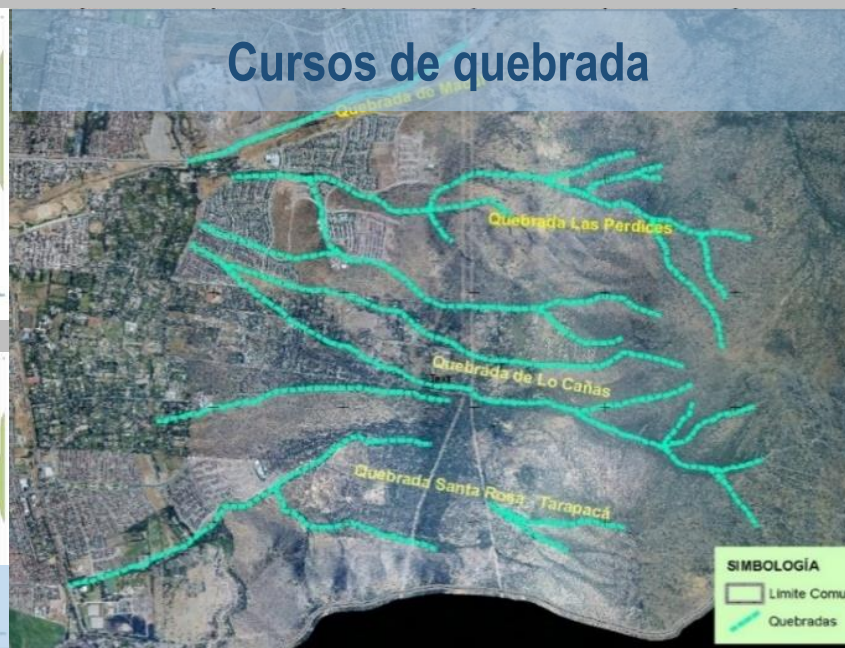 Cursos de quebrada
Quebrada de Macul
Quebrada Las Perdices
Quebrada de Lo Cañas
Quebrada Santa Rosa, Tarapacá
SIMBOLOGÍA
Límite Comu
Quebradas